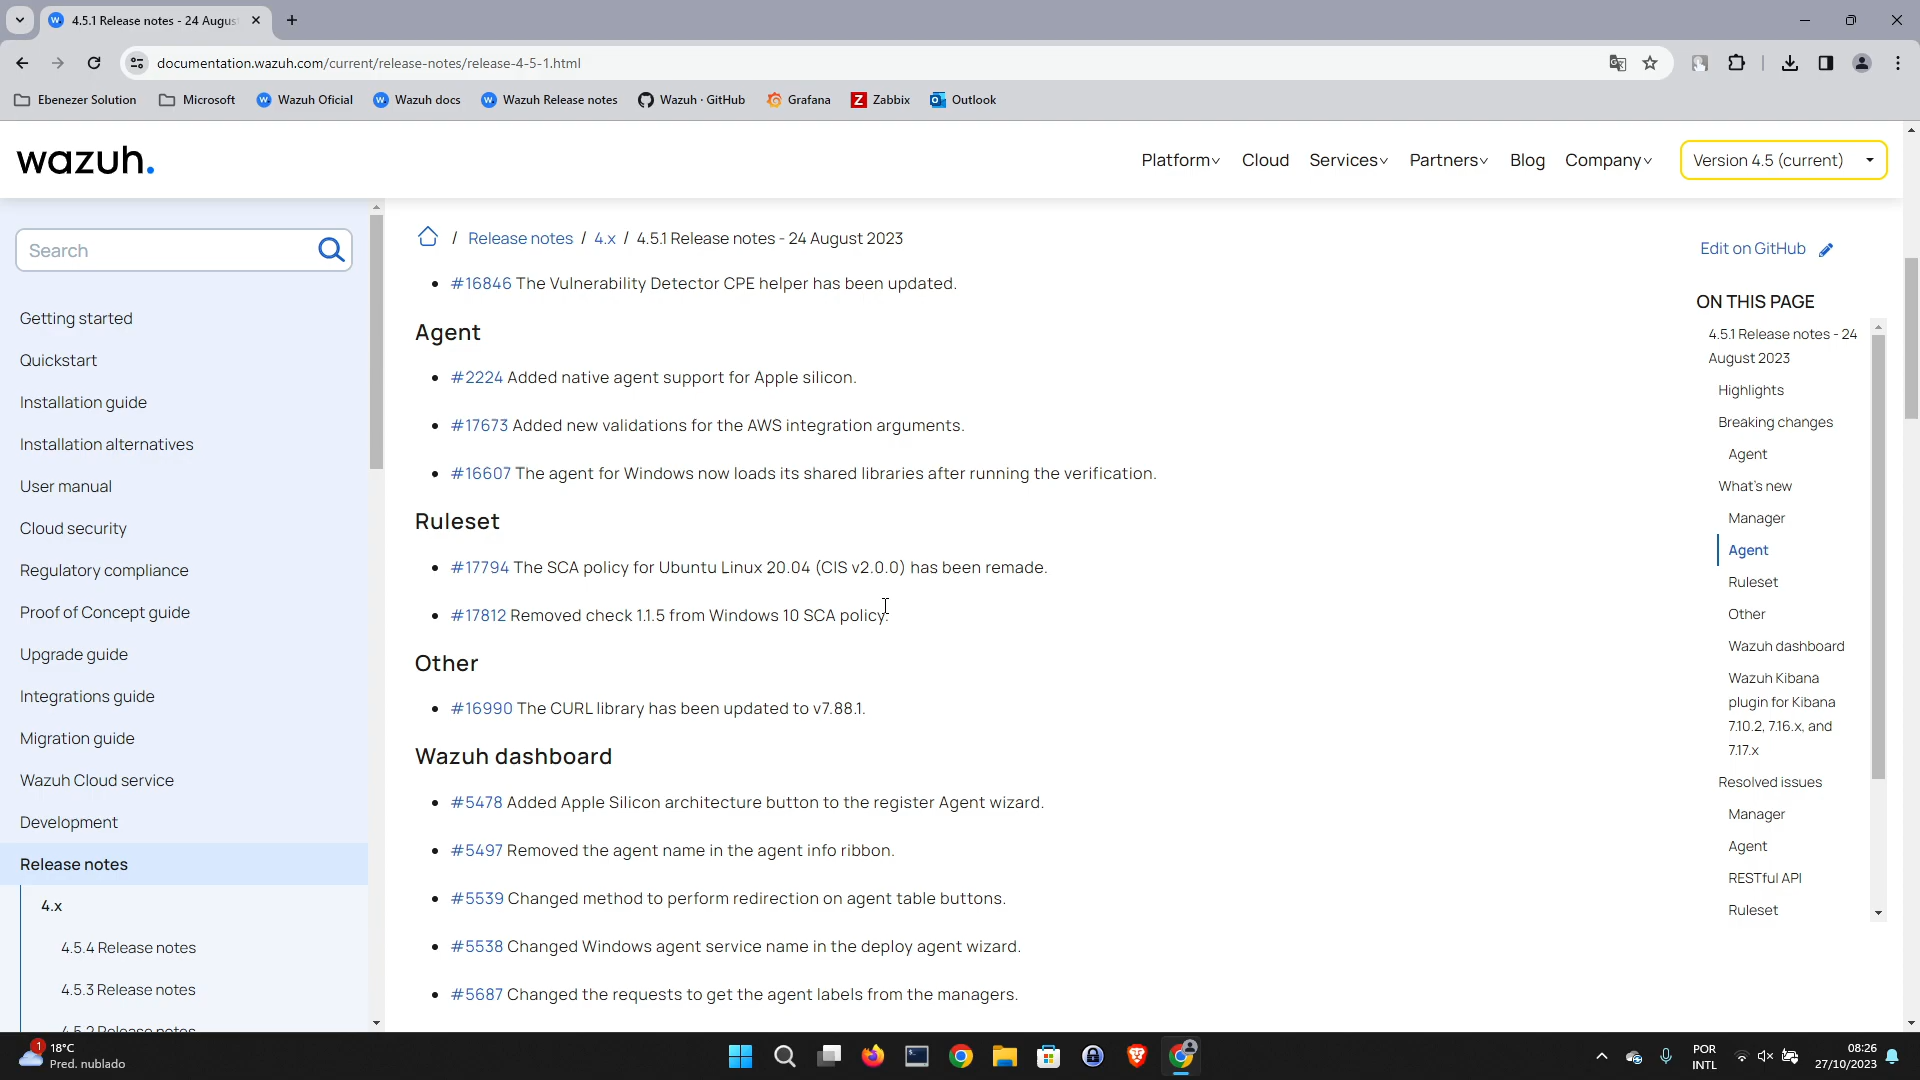 4.5.1 Release notes - 24 Augus
documentation.wazuh.com/current/release-notes/release-4-5-1.html
Ebenezer Solution
Microsoft
Wazuh Oficial
Wazuh docs
Wazuh Release notes
Wazuh · GitHub
Grafana
Zabbix
Outlook
wazuh.
Platform
Cloud
Services
Partners
Blog
Company
Version 4.5 (current)
Search
Getting started
Quickstart
Installation guide
Installation alternatives
User manual
Cloud security
Regulatory compliance
Proof of Concept guide
Upgrade guide
Integrations guide
Migration guide
Wazuh Cloud service
Development
Release notes
4.x
4.5.4 Release notes
4.5.3 Release notes
4.5.2 Release notes
/ Release notes / 4.x / 4.5.1 Release notes - 24 August 2023
#16846 The Vulnerability Detector CPE helper has been updated.
Agent
#2224 Added native agent support for Apple silicon.
#17673 Added new validations for the AWS integration arguments.
#16607 The agent for Windows now loads its shared libraries after running the verification.
Ruleset
#17794 The SCA policy for Ubuntu Linux 20.04 (CIS v2.0.0) has been remade.
#17812 Removed check 1.1.5 from Windows 10 SCA policy.
Other
#16990 The CURL library has been updated to v7.88.1.
Wazuh dashboard
#5478 Added Apple Silicon architecture button to the register Agent wizard.
#5497 Removed the agent name in the agent info ribbon.
#5539 Changed method to perform redirection on agent table buttons.
#5538 Changed Windows agent service name in the deploy agent wizard.
#5687 Changed the requests to get the agent labels from the managers.
Edit on GitHub
ON THIS PAGE
4.5.1 Release notes - 24
August 2023
Highlights
Breaking changes
Agent
What's new
Manager
Agent
Ruleset
Other
Wazuh dashboard
Wazuh Kibana
plugin for Kibana
7.10.2, 7.16.x, and
7.17.x
Resolved issues
Manager
Agent
RESTful API
Ruleset
1
18°C
Pred. nublado
POR
INTL
08:26
27/10/2023